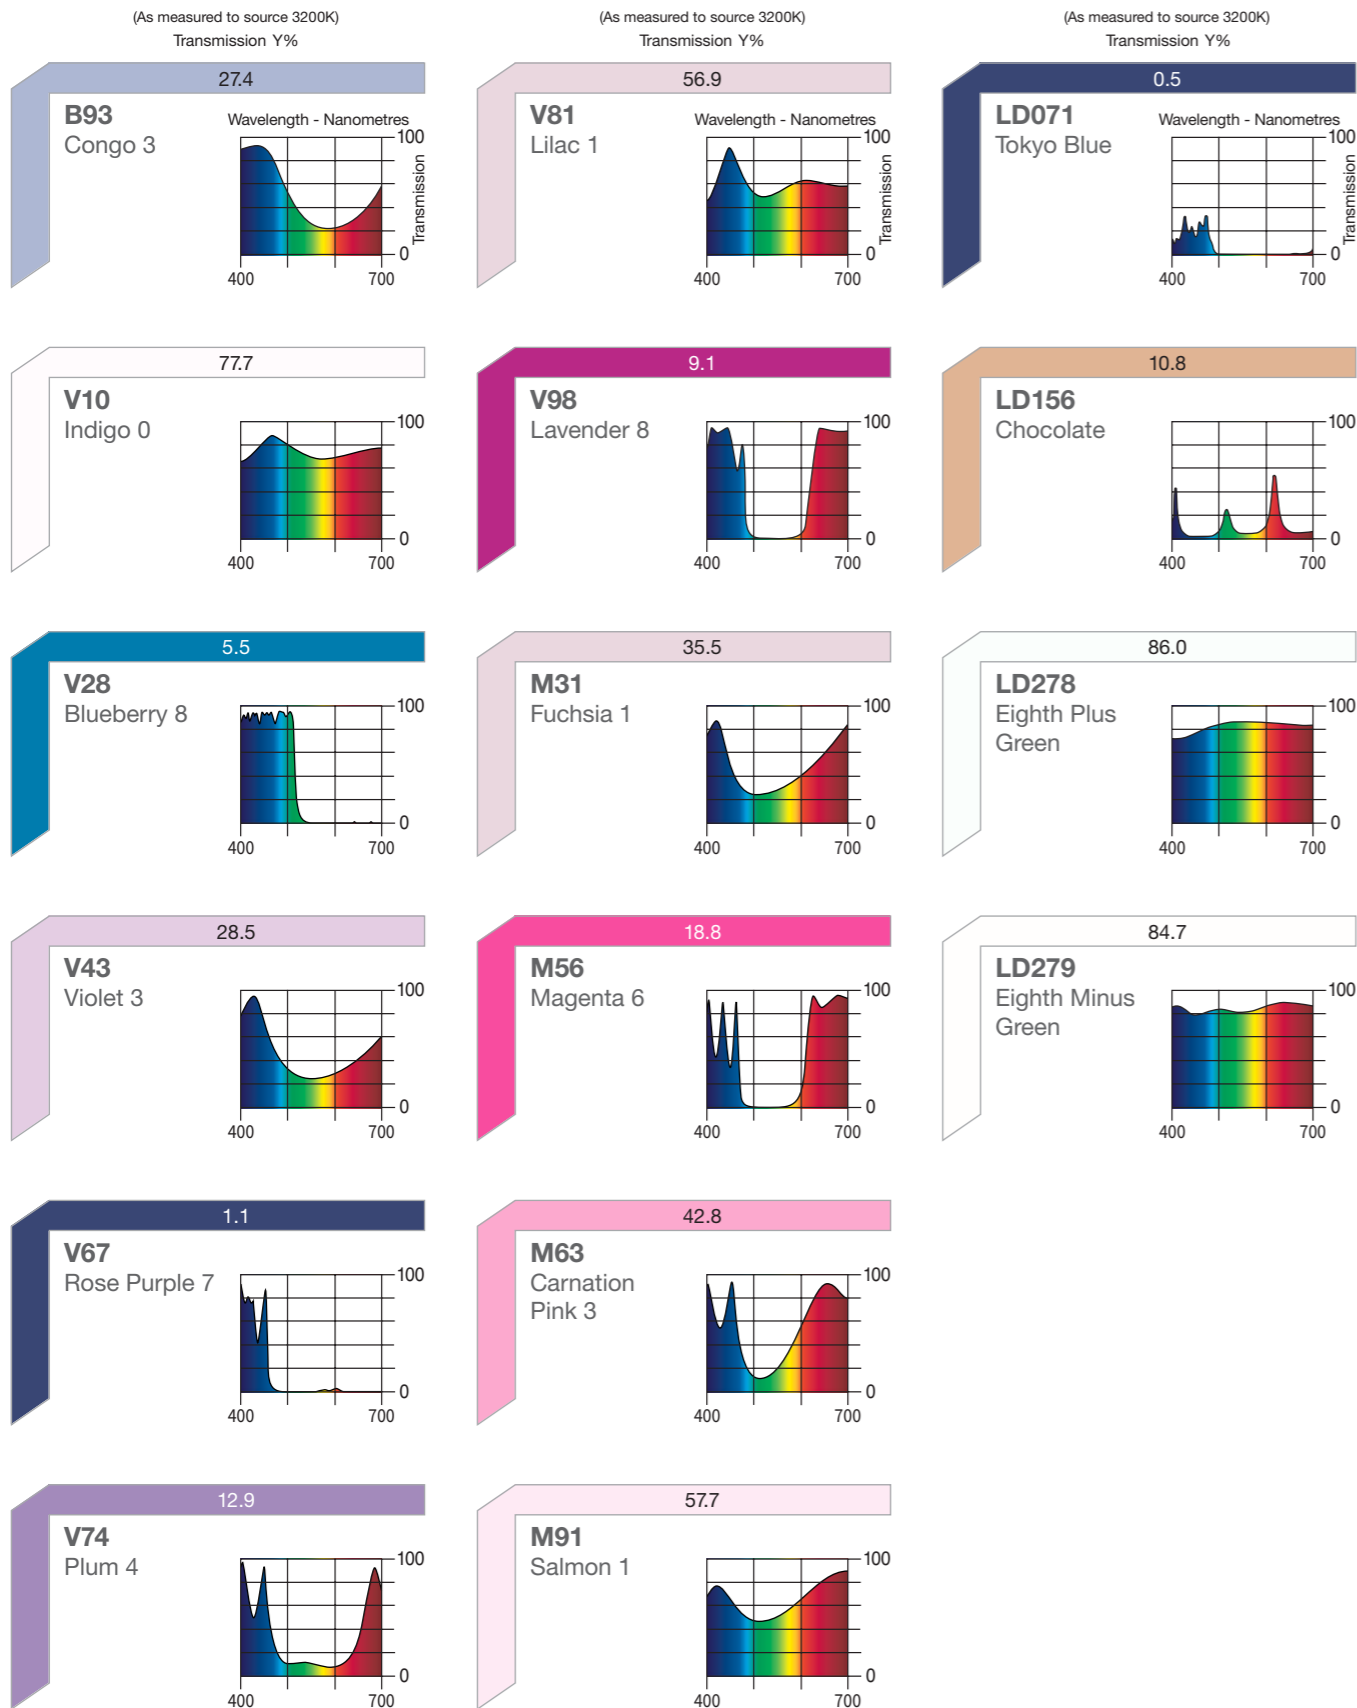 (As measured to source 3200K)
Transmission Y%
27.4
B93
Congo 3
Wavelength - Nanometres
100
Transmission
0
400
700
77.7
V10
Indigo 0
100
0
400
700
5.5
V28
Blueberry 8
100
0
400
700
28.5
V43
Violet 3
100
0
400
700
1.1
V67
Rose Purple 7
100
0
400
700
12.9
V74
Plum 4
100
0
400
700
(As measured to source 3200K)
Transmission Y%
56.9
V81
Lilac 1
Wavelength - Nanometres
100
Transmission
0
400
700
9.1
V98
Lavender 8
100
0
400
700
35.5
M31
Fuchsia 1
100
0
400
700
18.8
M56
Magenta 6
100
0
400
700
42.8
M63
Carnation
Pink 3
100
0
400
700
57.7
M91
Salmon 1
100
0
400
700
(As measured to source 3200K)
Transmission Y%
0.5
LD071
Tokyo Blue
Wavelength - Nanometres
100
Transmission
0
400
700
10.8
LD156
Chocolate
100
0
400
700
86.0
LD278
Eighth Plus
Green
100
0
400
700
84.7
LD279
Eighth Minus
Green
100
0
400
700